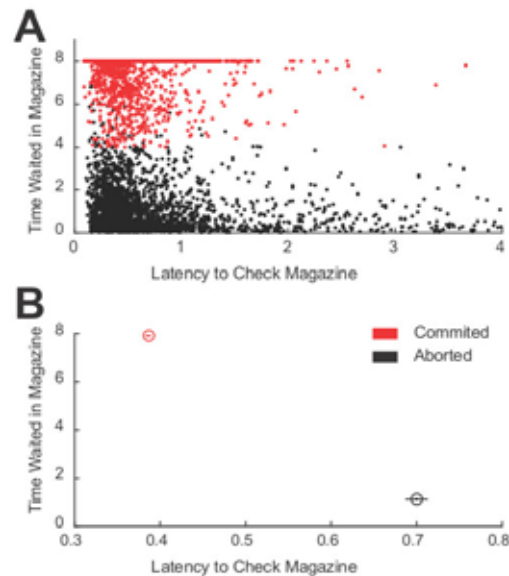 A
Time Waited in Magazine
8
6
4
2
0
0 1 2 3 4
Latency to Check Magazine
B
Time Waited in Magazine
8
6
4
2
0
Commited
Aborted
0.3 0.4 0.5 0.6 0.7 0.8
Latency to Check Magazine